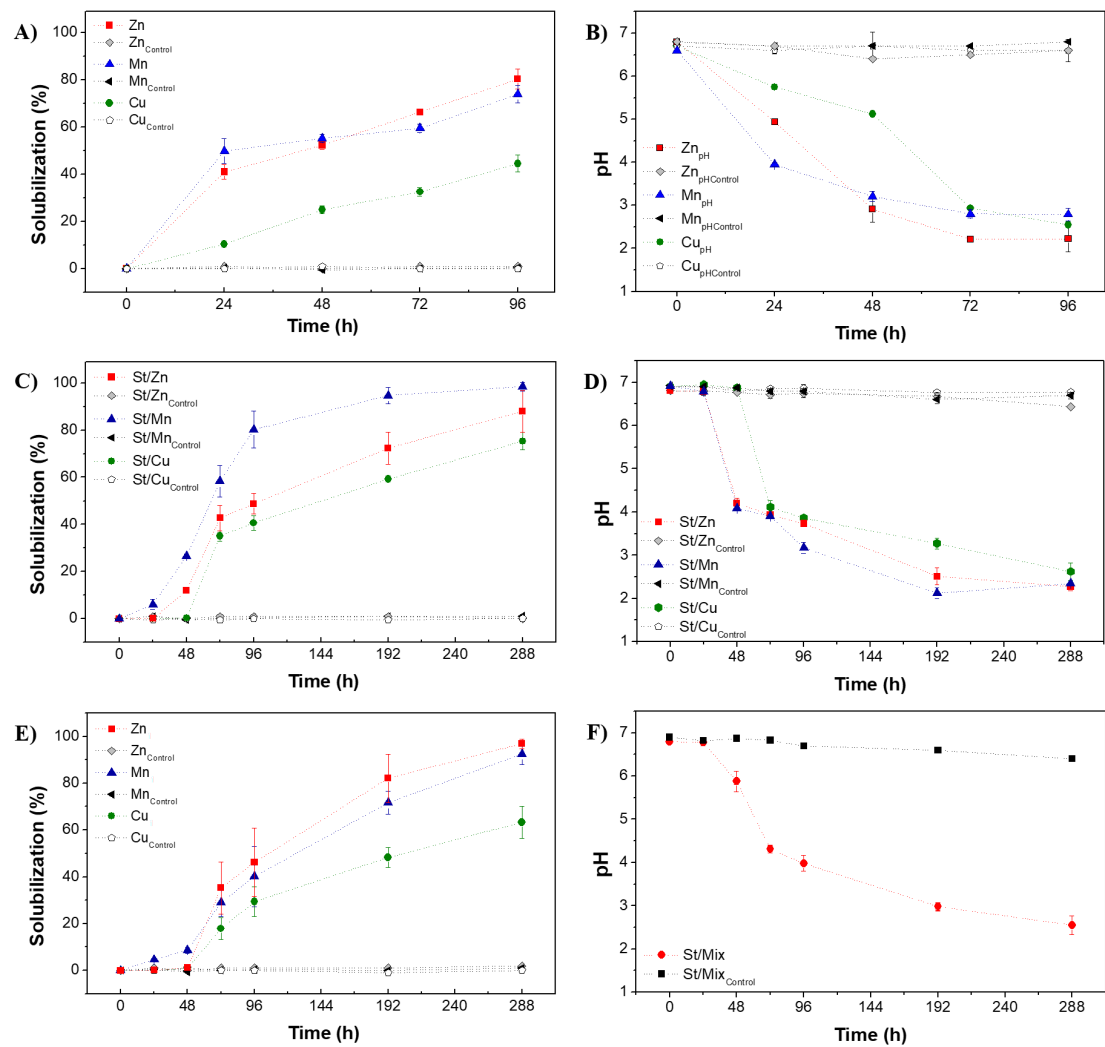 A)
Solubilization (%)
100
80
60
40
20
0
Zn
ZnControl
Mn
MnControl
Cu
CuControl
0 24 48 72 96
Time (h)
B)
pH
7
6
5
4
3
2
1
ZnpH
ZnpHControl
MnpH
MnpHControl
CupH
CupHControl
0 24 48 72 96
Time (h)
C)
Solubilization (%)
100
80
60
40
20
0
St/Zn
St/ZnControl
St/Mn
St/MnControl
St/Cu
St/CuControl
0 48 96 144 192 240 288
Time (h)
D)
pH
7
6
5
4
3
2
1
St/Zn
St/ZnControl
St/Mn
St/MnControl
St/Cu
St/CuControl
0 48 96 144 192 240 288
Time (h)
E)
Solubilization (%)
100
80
60
40
20
0
Zn
ZnControl
Mn
MnControl
Cu
CuControl
0 48 96 144 192 240 288
Time (h)
F)
pH
7
6
5
4
3
2
1
St/Mix
St/MixControl
0 48 96 144 192 240 288
Time (h)